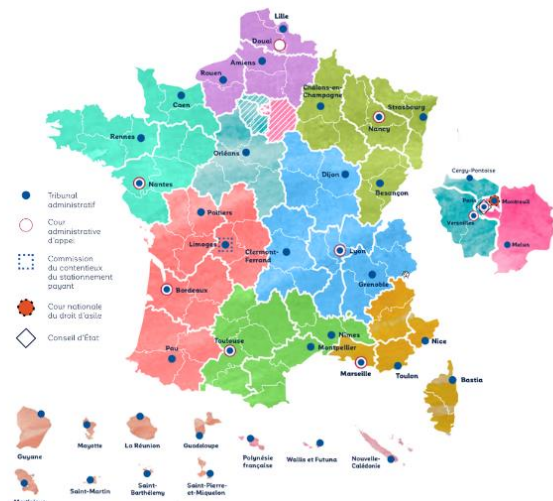 Lille
Douai
Amiens
Rouen
Caen
Châlons-en-
Champagne
Strasbourg
Nancy
Rennes
Orléans
Nantes
Dijon
Besançon
Poitiers
Limoges
Clermont-
Ferrand
Lyon
Grenoble
Bordeaux
Pau
Toulouse
Nîmes
Montpellier
Marseille
Toulon
Nice
Bastia
Cergy-Pontoise
Paris
Montreuil
Versailles
Melun
Tribunal
administratif
Cour
administrative
d'appel
Commission
du contentieux
du stationnement
payant
Cour nationale
du droit d'asile
Conseil d'État
Guyane
Mayotte
La Réunion
Guadeloupe
Polynésie
française
Wallis et Futuna
Nouvelle-
Calédonie
Saint-Martin
Saint-
Barthélemy
Saint-Pierre-
et-Miquelon